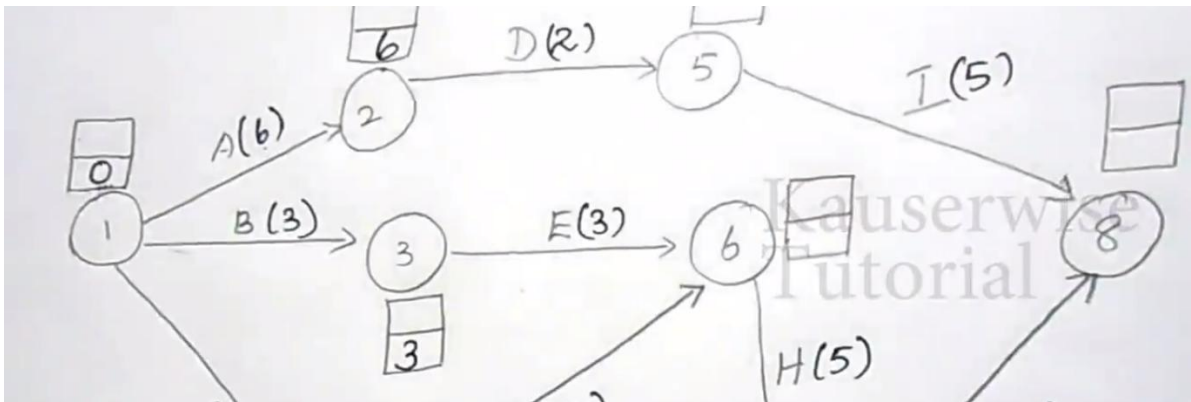 6
D(2)
5
I(5)
2
A(6)
0
1
B(3)
3
E(3)
6
Kauserwise
Tutorial
8
3
H(5)